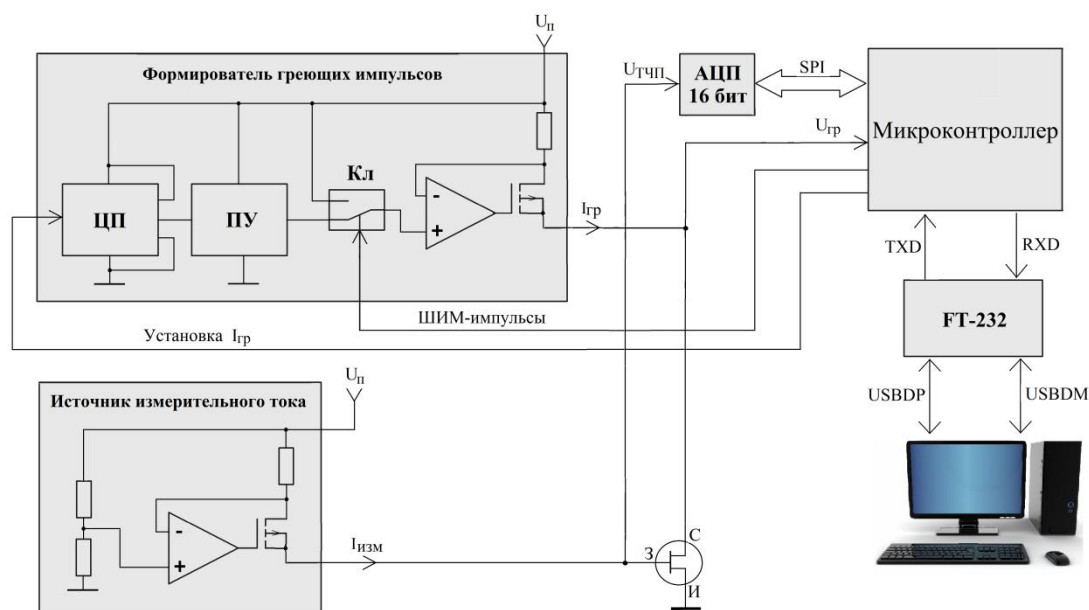 Uп
Формирователь греющих импульсов
UТЧП
АЦП
16 бит
SPI
Микроконтроллер
Uгр
Кл
ЦП
ПУ
-
+
Iгр
TXD
RXD
ШИМ-импульсы
Установка Iгр
FT-232
USBDP
USBDM
Uп
Источник измерительного тока
-
+
Iизм
З
С
И